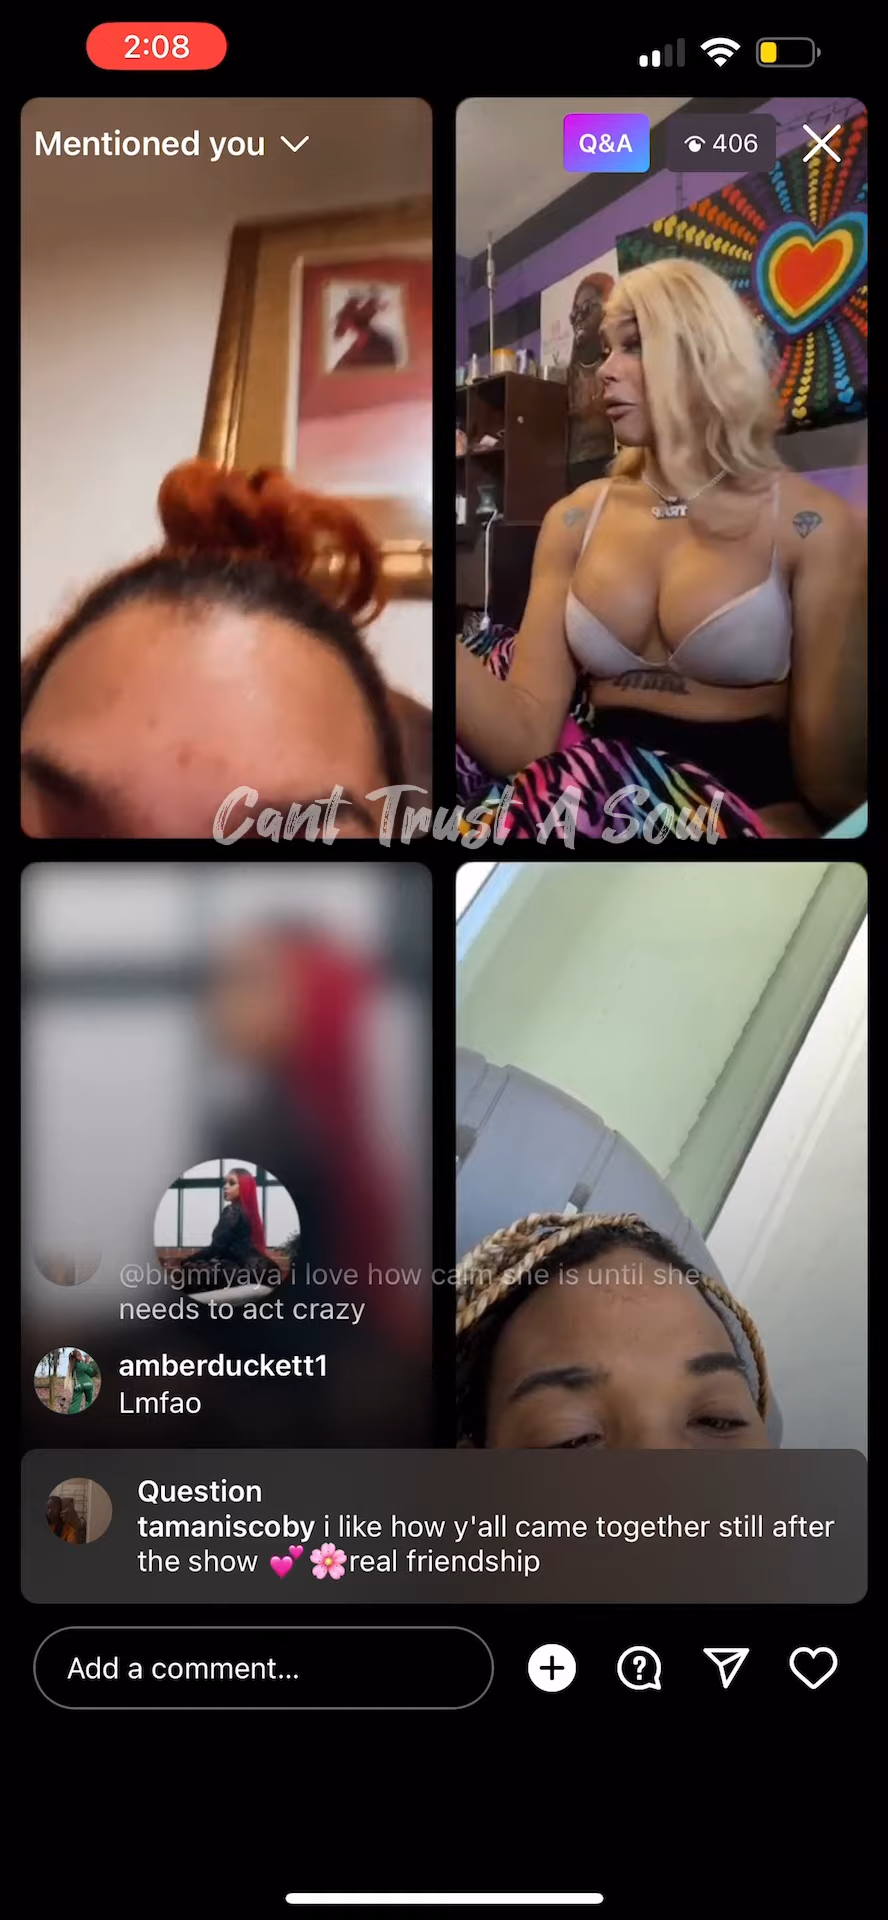 2:08
Mentioned you
Q&A
406
Cant Trust A Soul
@bigmfyaya i love how calm she is until she
needs to act crazy
amberduckett1
Lmfao
Question
tamaniscoby i like how y'all came together still after
the show 💕🌸real friendship
Add a comment...